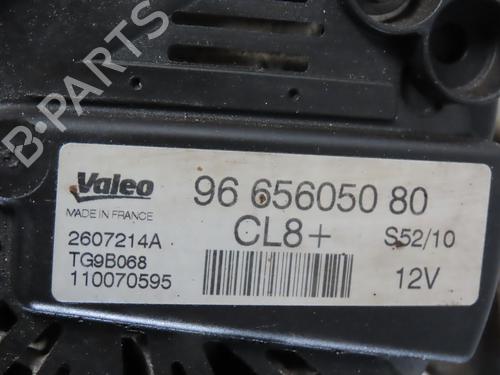 B-PARTS
Valeo
MADE IN FRANCE
96 656050 80
CL8+
S52/10
2607214A
TG9B068
110070595
12V